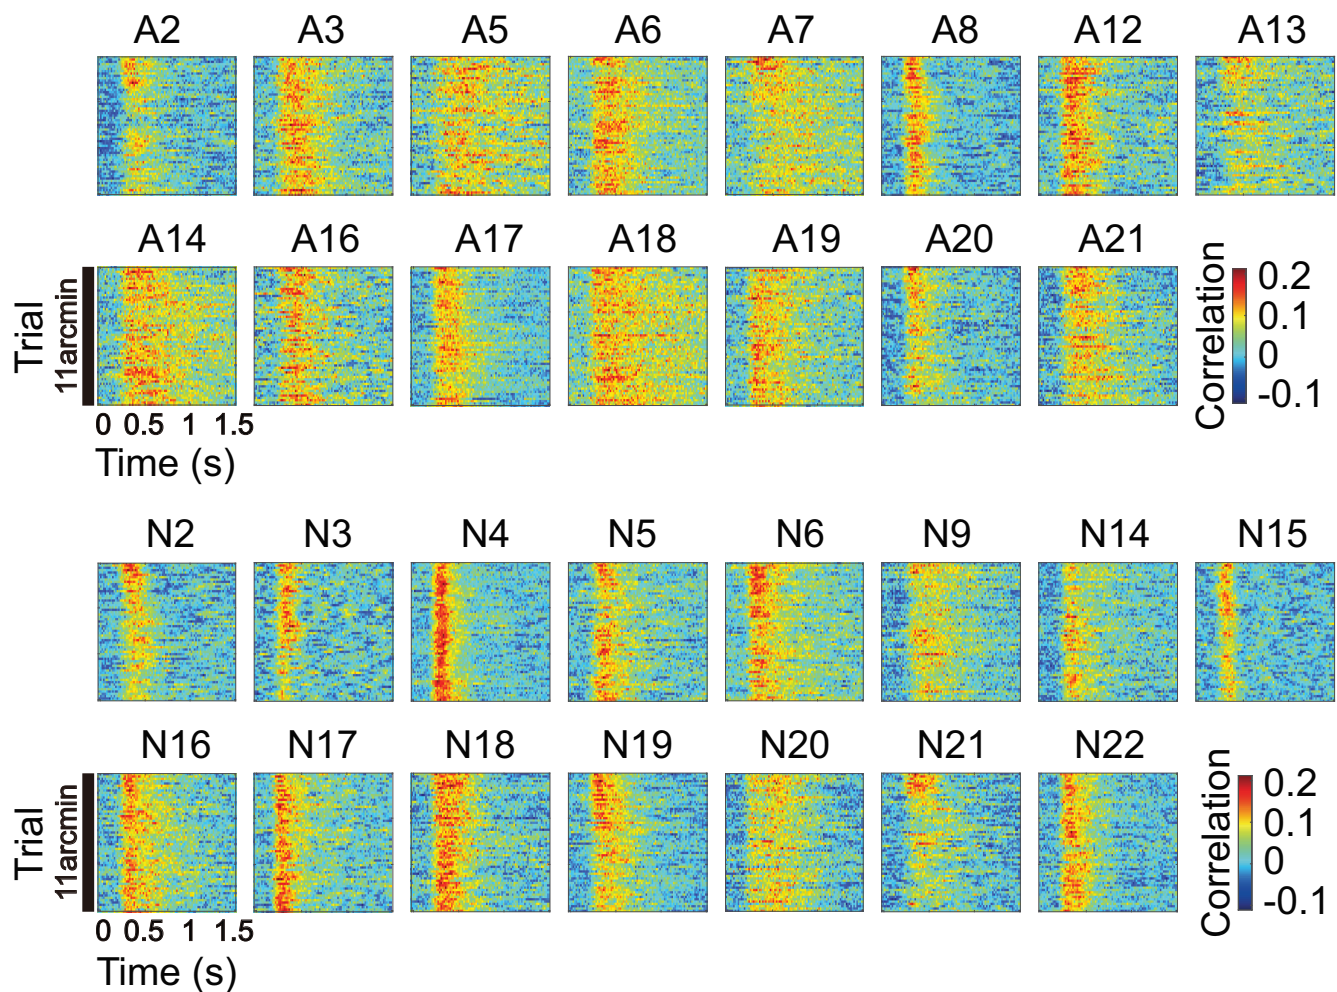 A2 A3 A5 A6 A7 A8 A12 A13
A14 A16 A17 A18 A19 A20 A21
Trial
11arcmin
0 0.5 1 1.5
Time (s)
Correlation
0.2
0.1
0
-0.1
N2 N3 N4 N5 N6 N9 N14 N15
N16 N17 N18 N19 N20 N21 N22
Trial
11arcmin
0 0.5 1 1.5
Time (s)
Correlation
0.2
0.1
0
-0.1